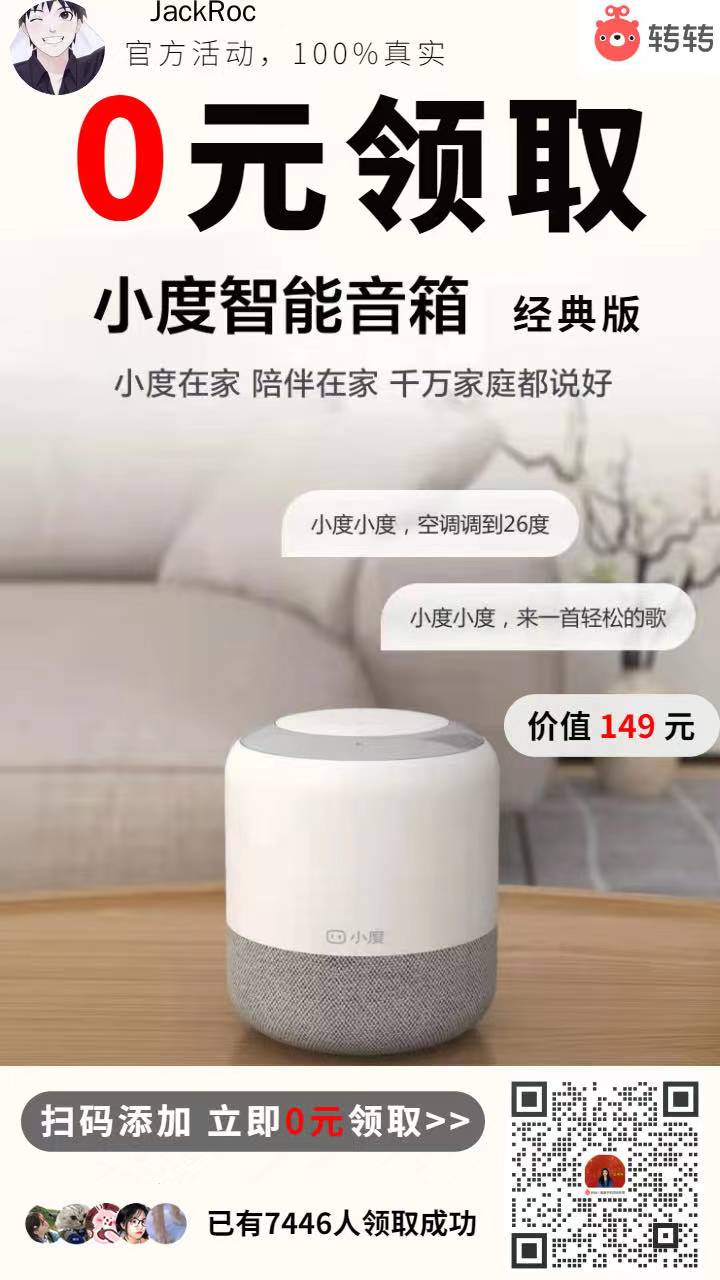 JackRoc
官方活动，100%真实
转转
0元领取
小度智能音箱 经典版
小度在家 陪伴在家 千万家庭都说好
小度小度，空调调到26度
小度小度，来一首轻松的歌
价值 149 元
小度
扫码添加 立即0元领取>>
已有7446人领取成功